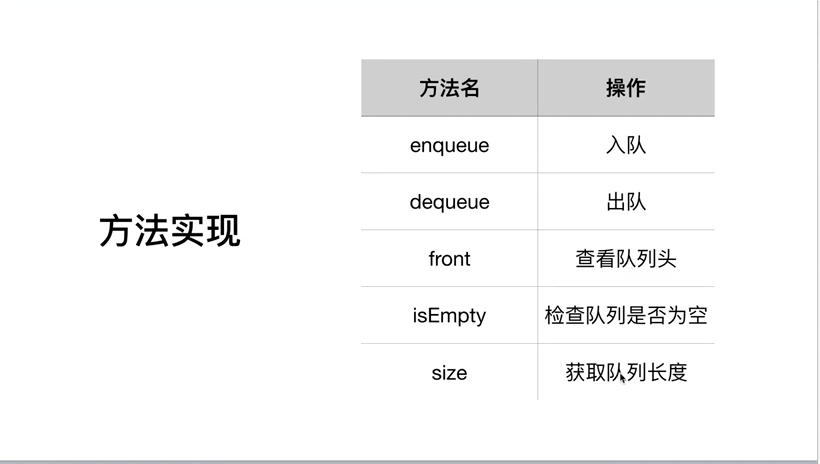 方法实现
方法名 操作
enqueue 入队
dequeue 出队
front 查看队列头
isEmpty 检查队列是否为空
size 获取队列长度